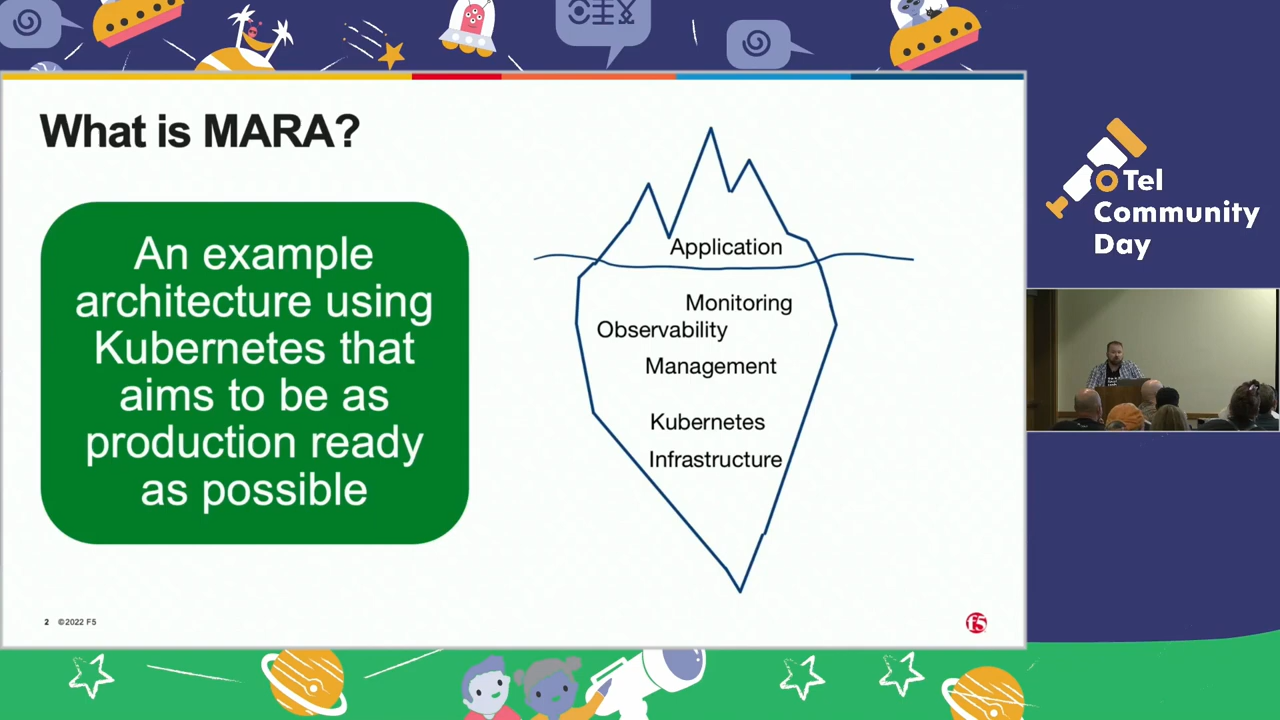 What is MARA?
An example
architecture using
Kubernetes that
aims to be as
production ready
as possible
Application
Monitoring
Observability
Management
Kubernetes
Infrastructure
2 ©2022 F5
f5
OTel
Community
Day